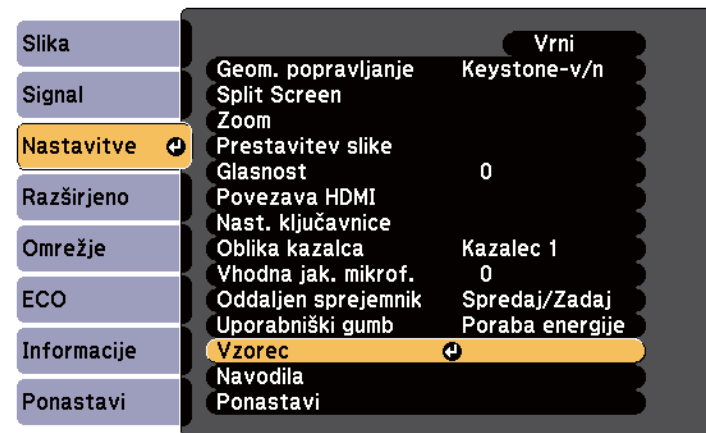 Slika
Signal
Nastavitve
Razširjeno
Omrežje
ECO
Informacije
Ponastavi
Vrni
Geom. popravljanje Keystone-v/n
Split Screen
Zoom
Prestavitev slike
Glasnost 0
Povezava HDMI
Nast. ključavnice
Oblika kazalca Kazalec 1
Vhodna jak. mikrof. 0
Oddaljen sprejemnik Spredaj/Zadaj
Uporabniški gumb Poraba energije
Vzorec
Navodila
Ponastavi